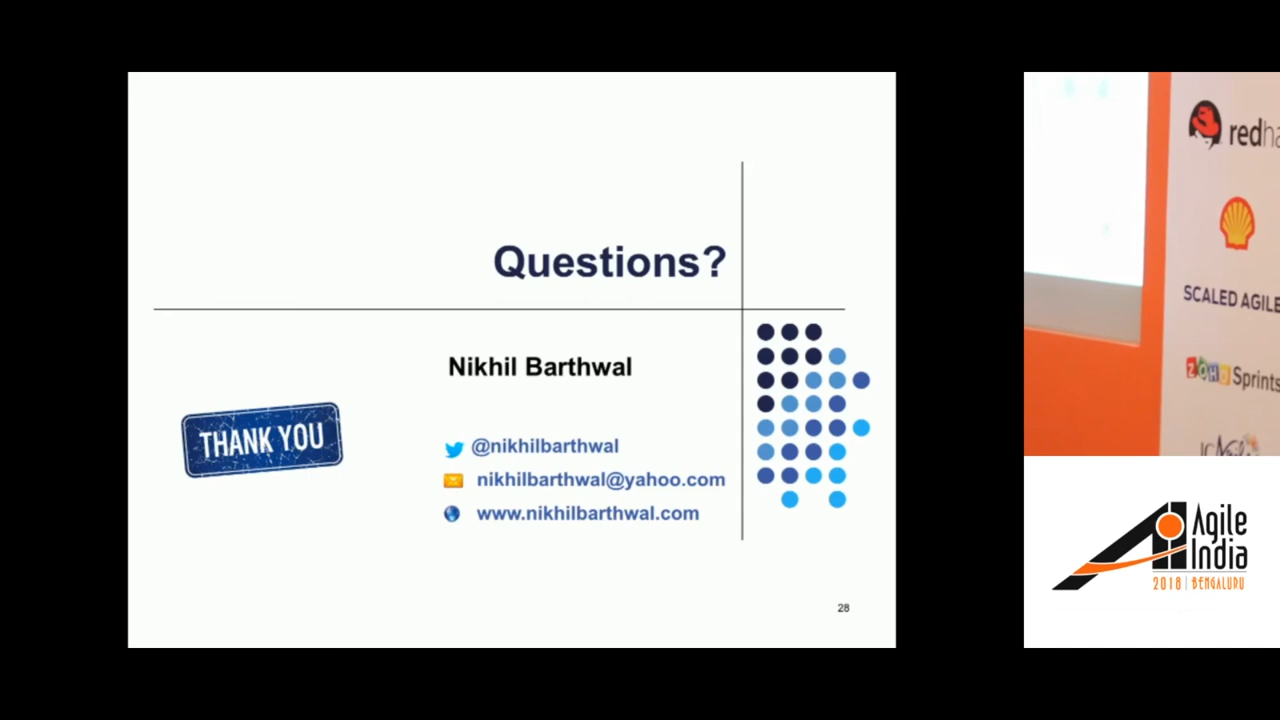 Questions?
Nikhil Barthwal
THANK YOU
@nikhilbarthwal
nikhilbarthwal@yahoo.com
www.nikhilbarthwal.com
28
redha
SCALED AGILE
ZOHO Sprints
Agile
India
2018 | BENGALURU